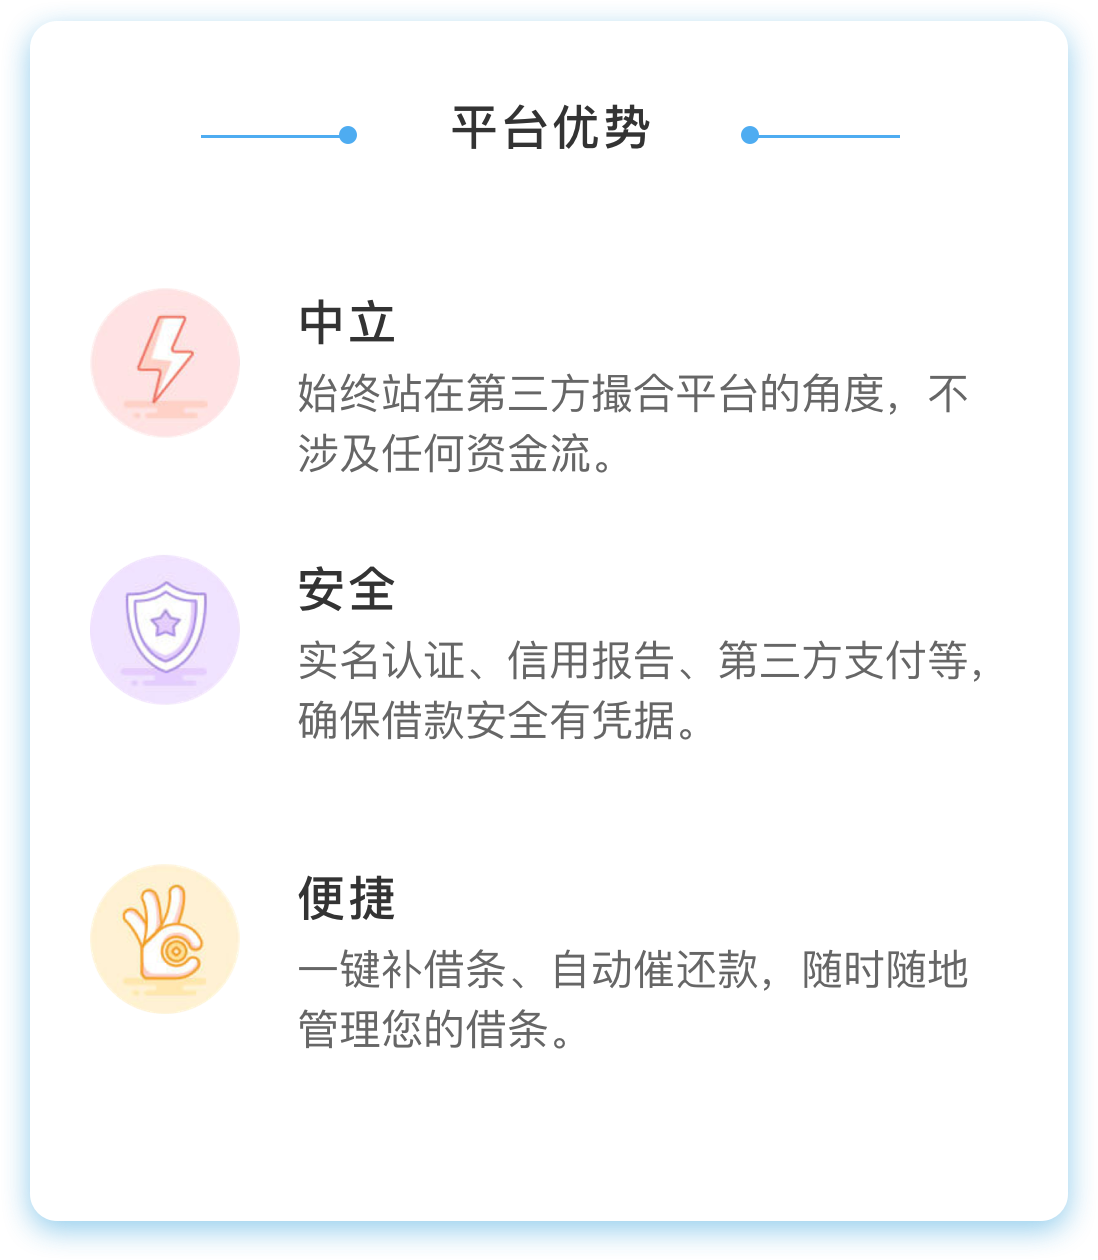 平台优势
中立
始终站在第三方撮合平台的角度，不
涉及任何资金流。
安全
实名认证、信用报告、第三方支付等，
确保借款安全有凭据。
便捷
一键补借条、自动催还款，随时随地
管理您的借条。